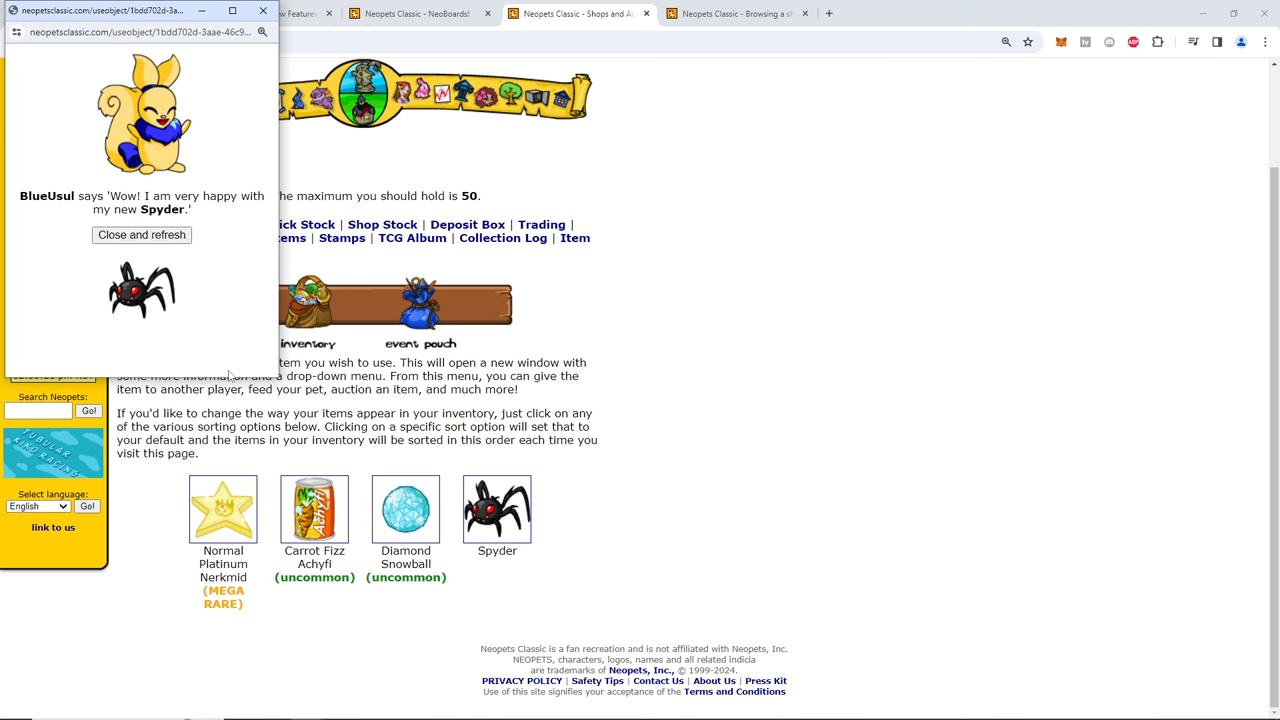 neopetsclassic.com/useobject/1bdd702d-3a...
neopetsclassic.com/useobject/1bdd702d-3aae-46c9...
Neopets Classic - NeoBoards!
Neopets Classic - Shops and Au
Neopets Classic - Browsing a sh
BlueUsul says 'Wow! I am very happy with
my new Spyder.'
Close and refresh
he maximum you should hold is 50.
ick Stock | Shop Stock | Deposit Box | Trading |
tems | Stamps | TCG Album | Collection Log | Item
inventory
event pouch
tem you wish to use. This will open a new window with
some more information and a drop-down menu. From this menu, you can give the
item to another player, feed your pet, auction an item, and much more!
If you'd like to change the way your items appear in your inventory, just click on any
of the various sorting options below. Clicking on a specific sort option will set that to
your default and the items in your inventory will be sorted in this order each time you
visit this page.
Search Neopets:
Go!
TUBULAR
KIKO
RACING
Select language:
English
Go!
link to us
Normal
Platinum
Nerkmid
(MEGA
RARE)
Carrot Fizz
Achyfi
(uncommon)
Diamond
Snowball
(uncommon)
Spyder
Neopets Classic is a fan recreation and is not affiliated with Neopets, Inc.
NEOPETS, characters, logos, names and all related indicia
are trademarks of Neopets, Inc., © 1999-2024.
PRIVACY POLICY | Safety Tips | Contact Us | About Us | Press Kit
Use of this site signifies your acceptance of the Terms and Conditions